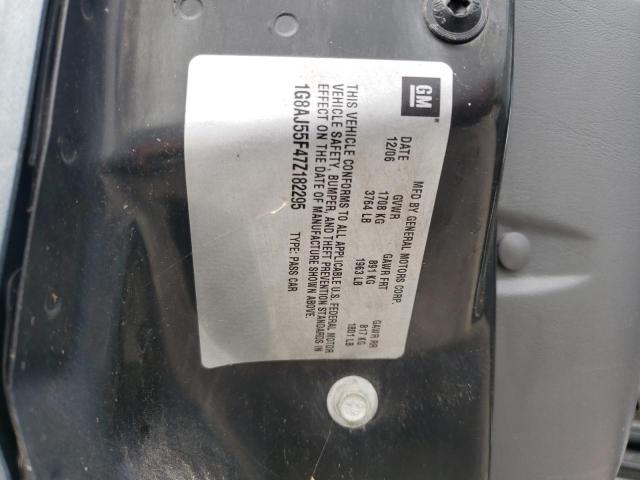 GM
MFD BY GENERAL MOTORS CORP.
DATE GVWR GAWR FRT GAWR RR
12/06 1708 KG 891 KG 817 KG
3764 LB 1963 LB 1801 LB
THIS VEHICLE CONFORMS TO ALL APPLICABLE U.S. FEDERAL MOTOR
VEHICLE SAFETY, BUMPER, AND THEFT PREVENTION STANDARDS IN
EFFECT ON THE DATE OF MANUFACTURE SHOWN ABOVE.
1G8AJ55F47Z182295 TYPE: PASS CAR